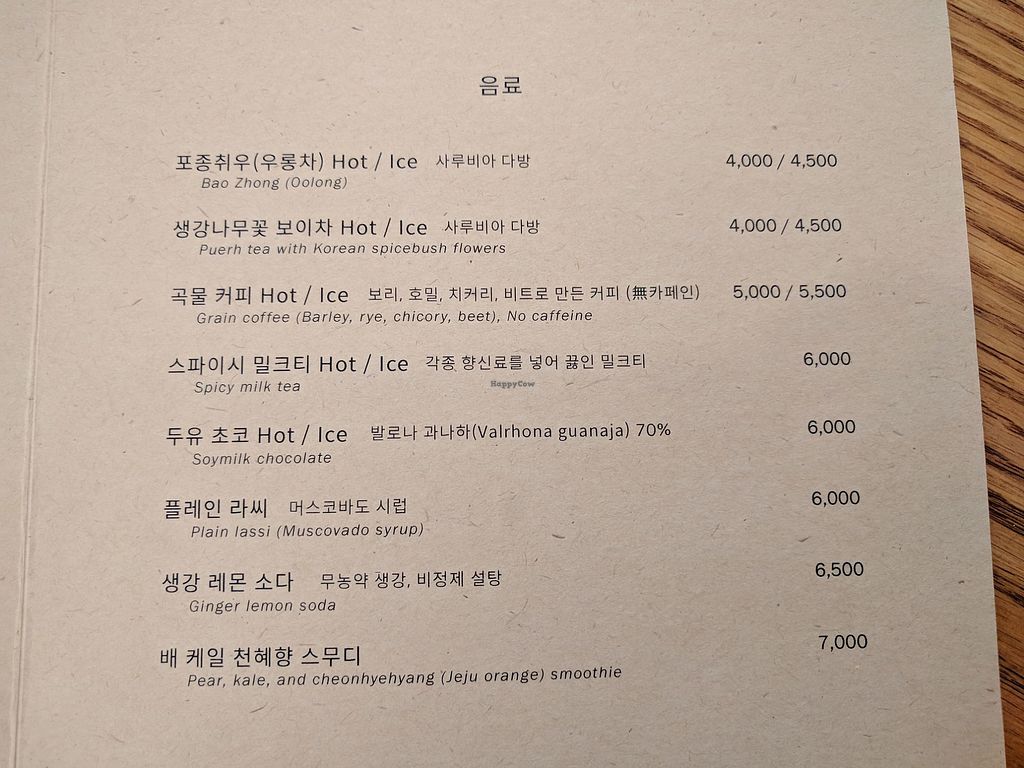 음료
포종취우(우롱차) Hot / Ice 사루비아 다방 4,000 / 4,500
Bao Zhong (Oolong)
생강나무꽃 보이차 Hot / Ice 사루비아 다방 4,000 / 4,500
Puerh tea with Korean spicebush flowers
곡물 커피 Hot / Ice 보리, 호밀, 치커리, 비트로 만든 커피 (無카페인) 5,000 / 5,500
Grain coffee (Barley, rye, chicory, beet), No caffeine
스파이시 밀크티 Hot / Ice 각종 향신료를 넣어 끓인 밀크티 6,000
Spicy milk tea
HappyCow
두유 초코 Hot / Ice 발로나 과나하(Valrhona guanaja) 70% 6,000
Soymilk chocolate
플레인 라씨 머스코바도 시럽 6,000
Plain lassi (Muscovado syrup)
생강 레몬 소다 무농약 생강, 비정제 설탕 6,500
Ginger lemon soda
배 케일 천혜향 스무디 7,000
Pear, kale, and cheonhyehyang (Jeju orange) smoothie